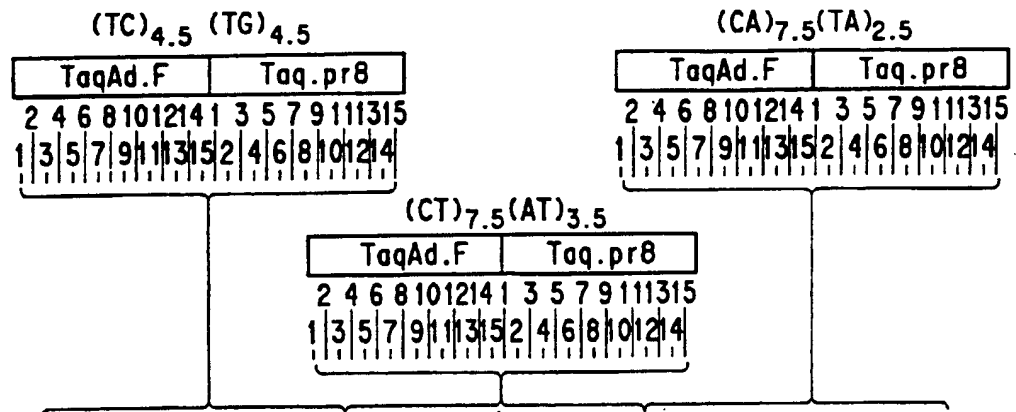 (TC)4.5 (TG)4.5
TaqAd.F Taq.pr8
2 4 6 8 10 12 14 1 3 5 7 9 11 13 15
1 3 5 7 9 11 13 15 2 4 6 8 10 12 14
(CA)7.5(TA)2.5
TaqAd.F Taq.pr8
2 4 6 8 10 12 14 1 3 5 7 9 11 13 15
1 3 5 7 9 11 13 15 2 4 6 8 10 12 14
(CT)7.5(AT)3.5
TaqAd.F Taq.pr8
2 4 6 8 10 12 14 1 3 5 7 9 11 13 15
1 3 5 7 9 11 13 15 2 4 6 8 10 12 14